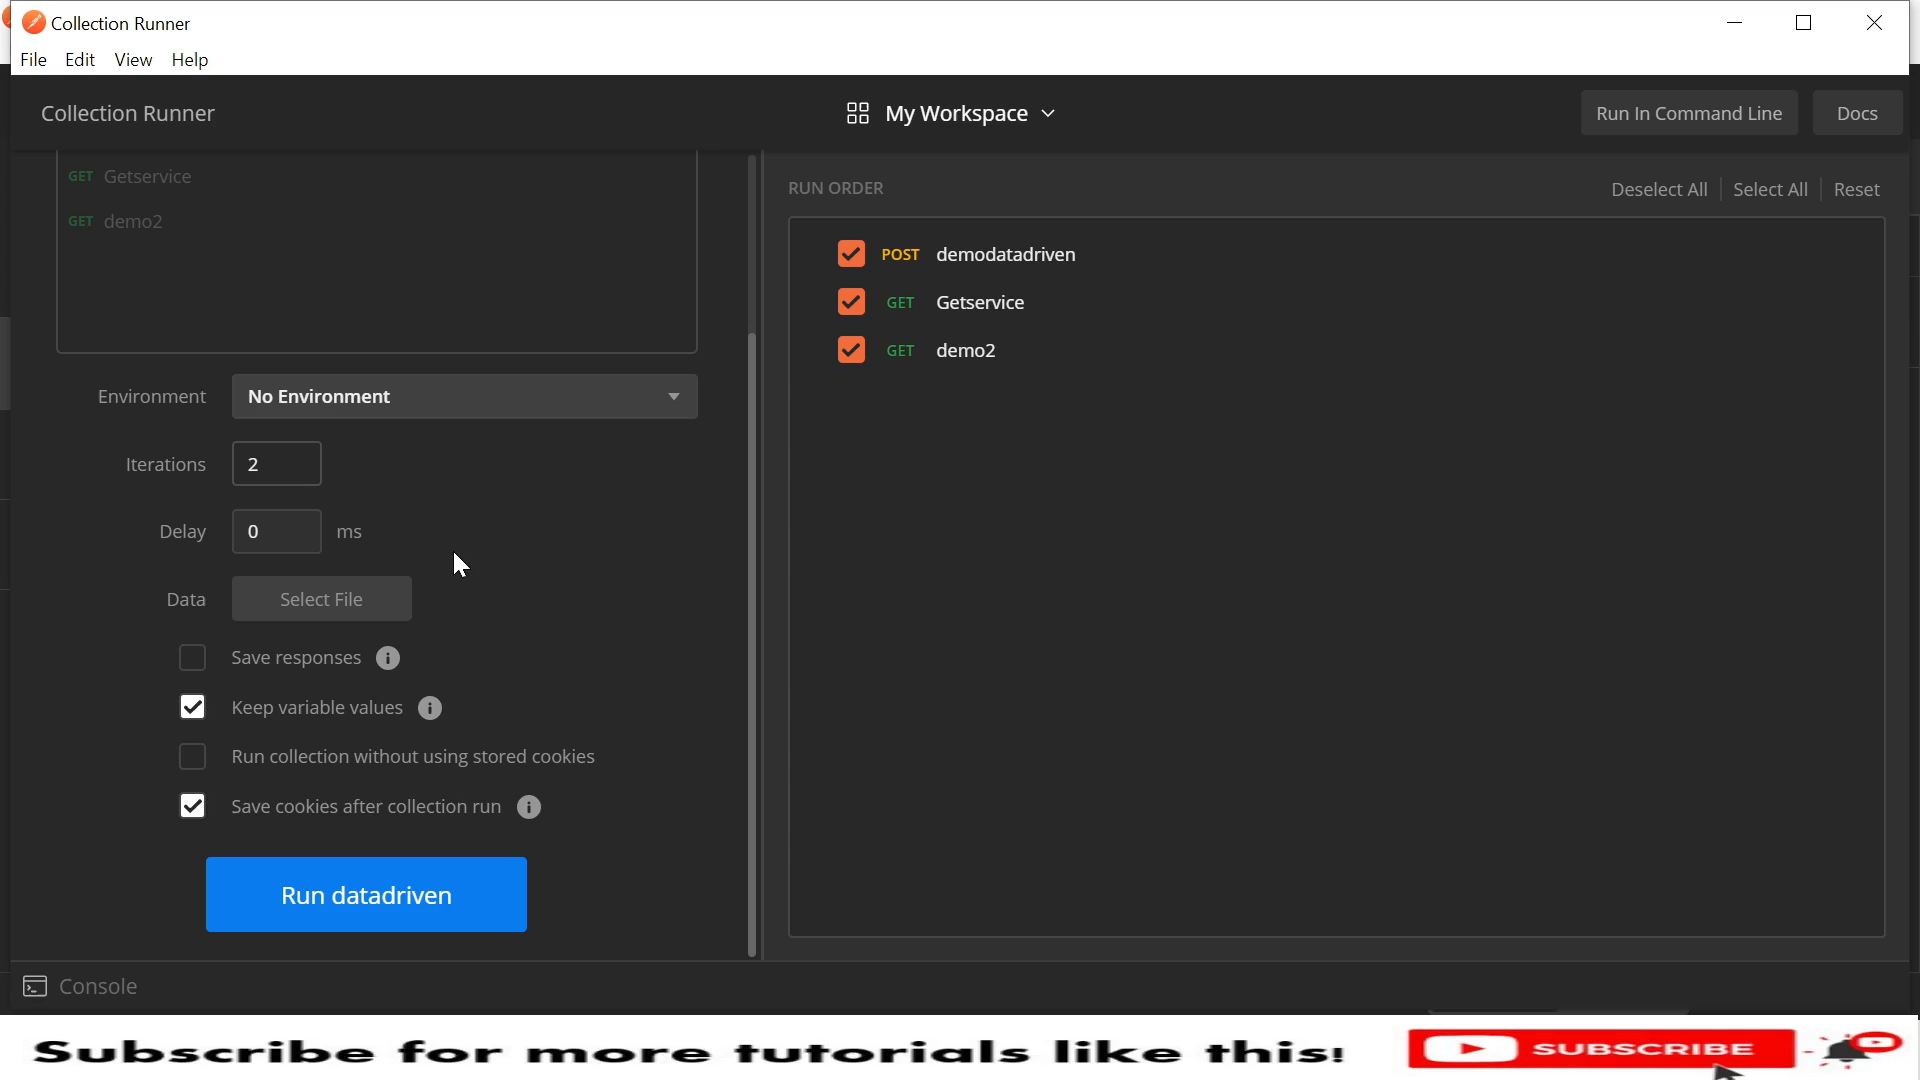 Collection Runner
File Edit View Help
Collection Runner
My Workspace
Run In Command Line
Docs
GET Getservice
GET demo2
Environment No Environment
Iterations 2
Delay 0 ms
Data Select File
Save responses
Keep variable values
Run collection without using stored cookies
Save cookies after collection run
Run datadriven
RUN ORDER
Deselect All Select All Reset
POST demodatadriven
GET Getservice
GET demo2
Console
Subscribe for more tutorials like this!
SUBSCRIBE